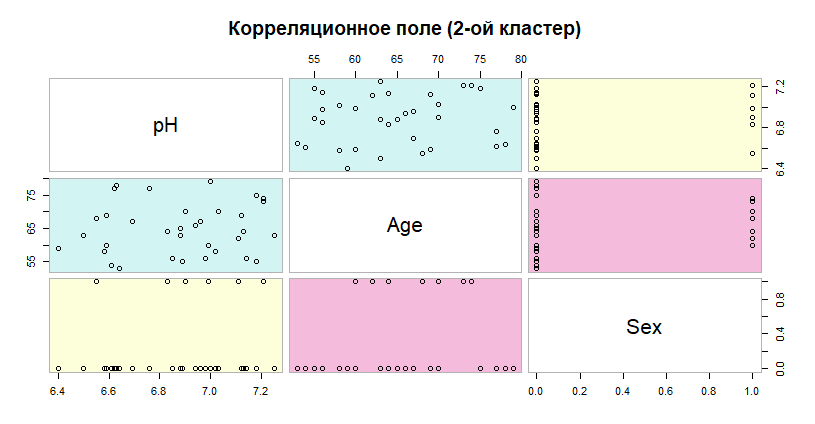 Корреляционное поле (2-ой кластер)
55 60 65 70 75 80
pH
6.4 6.8 7.2
55 65 75
Age
Sex
0.0 0.4 0.8
6.4 6.6 6.8 7.0 7.2
0.0 0.2 0.4 0.6 0.8 1.0